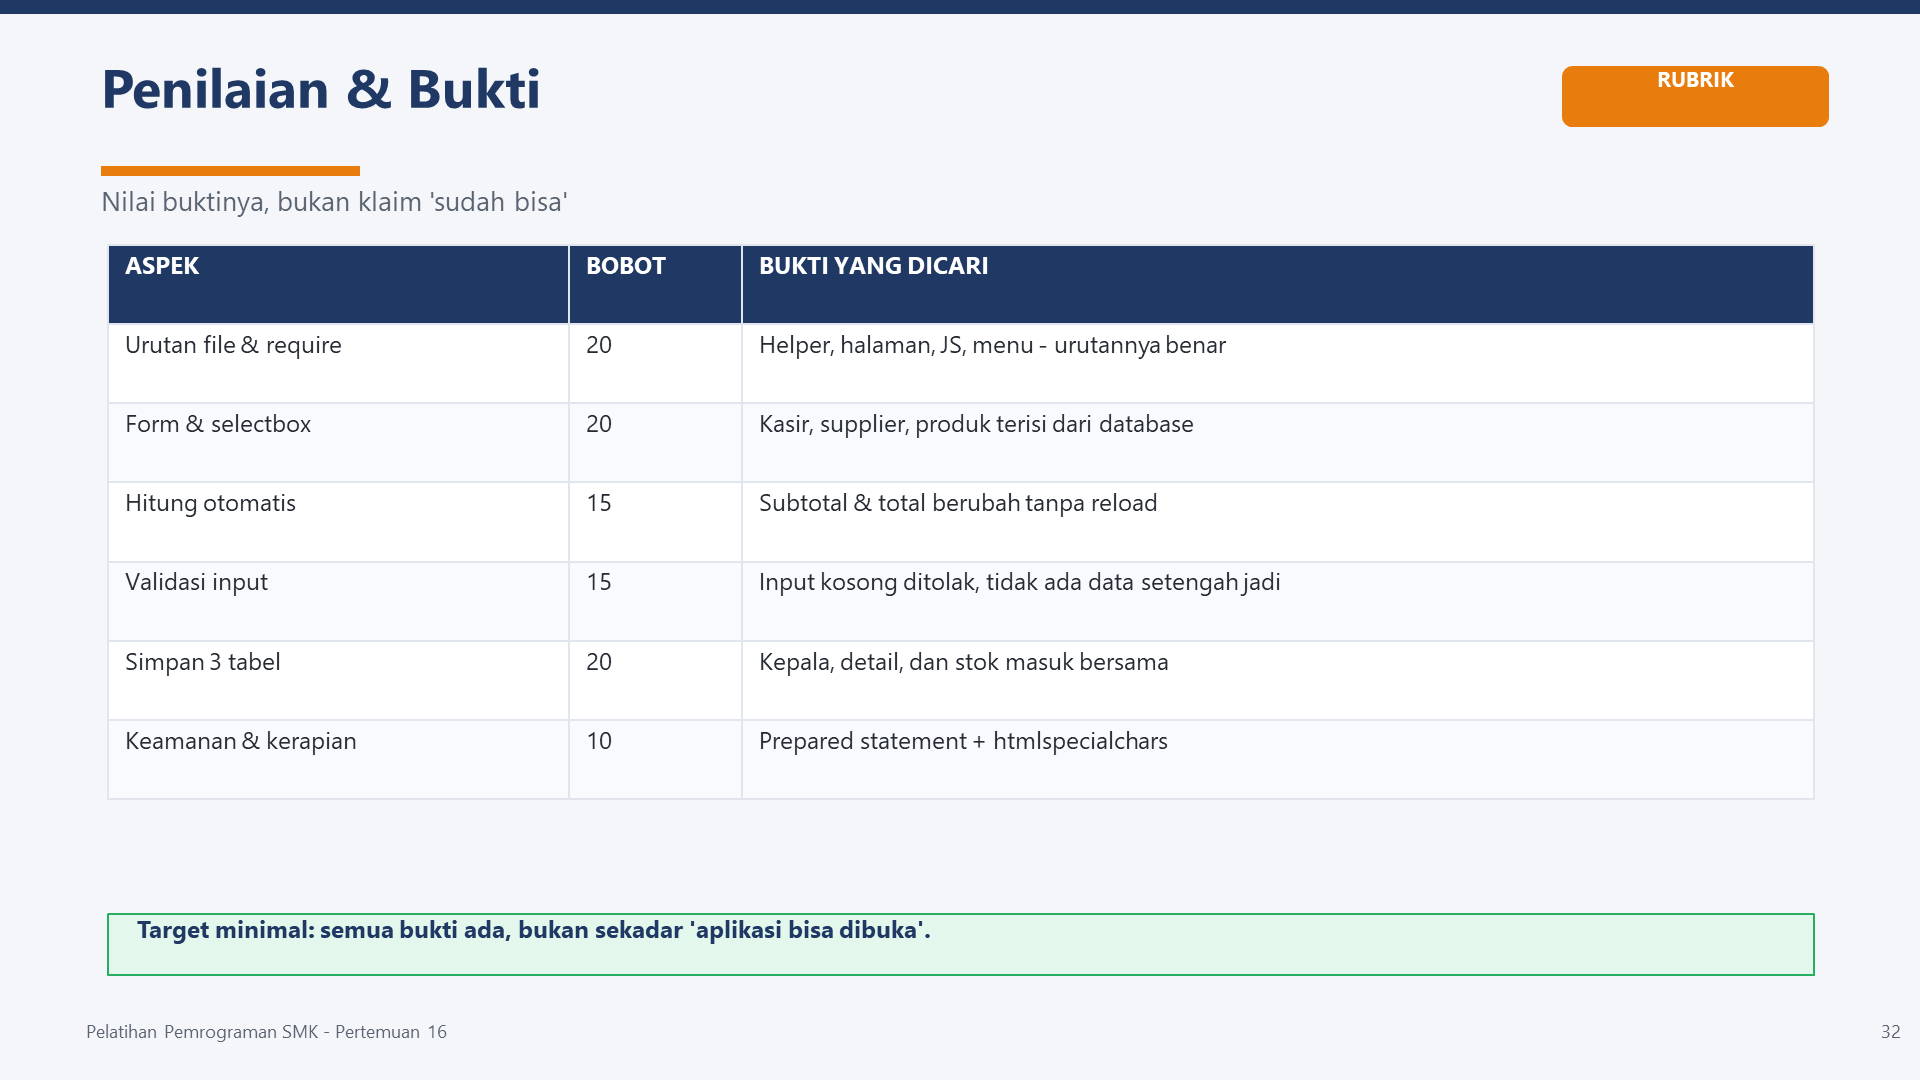 Penilaian & Bukti
RUBRIK
Nilai buktinya, bukan klaim 'sudah bisa'
ASPEK BOBOT BUKTI YANG DICARI
Urutan file & require 20 Helper, halaman, JS, menu - urutannya benar
Form & selectbox 20 Kasir, supplier, produk terisi dari database
Hitung otomatis 15 Subtotal & total berubah tanpa reload
Validasi input 15 Input kosong ditolak, tidak ada data setengah jadi
Simpan 3 tabel 20 Kepala, detail, dan stok masuk bersama
Keamanan & kerapian 10 Prepared statement + htmlspecialchars
Target minimal: semua bukti ada, bukan sekadar 'aplikasi bisa dibuka'.
Pelatihan Pemrograman SMK - Pertemuan 16
32